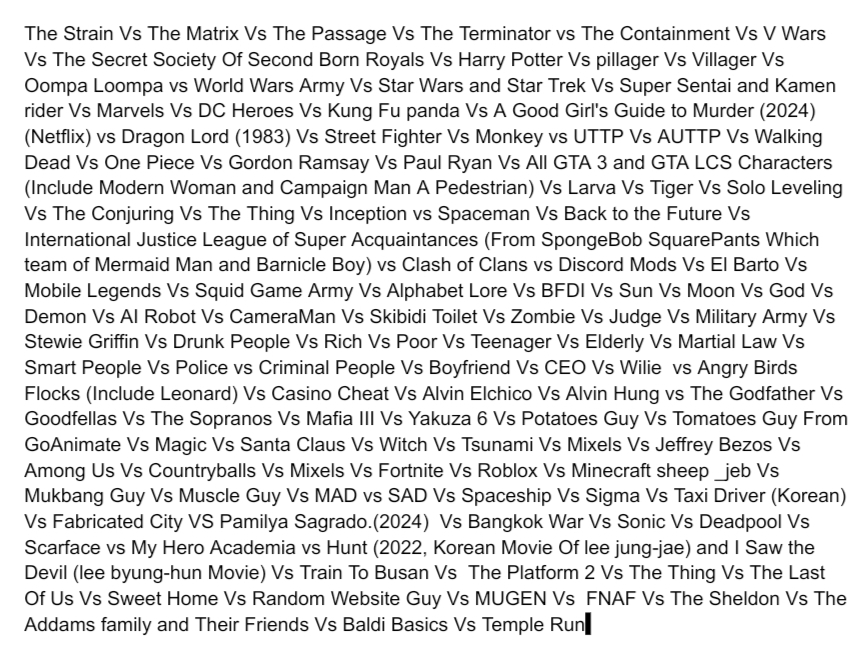 The Strain Vs The Matrix Vs The Passage Vs The Terminator vs The Containment Vs V Wars
Vs The Secret Society Of Second Born Royals Vs Harry Potter Vs pillager Vs Villager Vs
Oompa Loompa vs World Wars Army Vs Star Wars and Star Trek Vs Super Sentai and Kamen
rider Vs Marvels Vs DC Heroes Vs Kung Fu panda Vs A Good Girl's Guide to Murder (2024)
(Netflix) vs Dragon Lord (1983) Vs Street Fighter Vs Monkey vs UTTP Vs AUTTP Vs Walking
Dead Vs One Piece Vs Gordon Ramsay Vs Paul Ryan Vs All GTA 3 and GTA LCS Characters
(Include Modern Woman and Campaign Man A Pedestrian) Vs Larva Vs Tiger Vs Solo Leveling
Vs The Conjuring Vs The Thing Vs Inception vs Spaceman Vs Back to the Future Vs
International Justice League of Super Acquaintances (From SpongeBob SquarePants Which
team of Mermaid Man and Barnicle Boy) vs Clash of Clans vs Discord Mods Vs El Barto Vs
Mobile Legends Vs Squid Game Army Vs Alphabet Lore Vs BFDI Vs Sun Vs Moon Vs God Vs
Demon Vs AI Robot Vs CameraMan Vs Skibidi Toilet Vs Zombie Vs Judge Vs Military Army Vs
Stewie Griffin Vs Drunk People Vs Rich Vs Poor Vs Teenager Vs Elderly Vs Martial Law Vs
Smart People Vs Police vs Criminal People Vs Boyfriend Vs CEO Vs Wilie  vs Angry Birds
Flocks (Include Leonard) Vs Casino Cheat Vs Alvin Elchico Vs Alvin Hung vs The Godfather Vs
Goodfellas Vs The Sopranos Vs Mafia III Vs Yakuza 6 Vs Potatoes Guy Vs Tomatoes Guy From
GoAnimate Vs Magic Vs Santa Claus Vs Witch Vs Tsunami Vs Mixels Vs Jeffrey Bezos Vs
Among Us Vs Countryballs Vs Mixels Vs Fortnite Vs Roblox Vs Minecraft sheep _jeb Vs
Mukbang Guy Vs Muscle Guy Vs MAD vs SAD Vs Spaceship Vs Sigma Vs Taxi Driver (Korean)
Vs Fabricated City VS Pamilya Sagrado.(2024)  Vs Bangkok War Vs Sonic Vs Deadpool Vs
Scarface vs My Hero Academia vs Hunt (2022, Korean Movie Of lee jung-jae) and I Saw the
Devil (lee byung-hun Movie) Vs Train To Busan Vs  The Platform 2 Vs The Thing Vs The Last
Of Us Vs Sweet Home Vs Random Website Guy Vs MUGEN Vs  FNAF Vs The Sheldon Vs The
Addams family and Their Friends Vs Baldi Basics Vs Temple Run